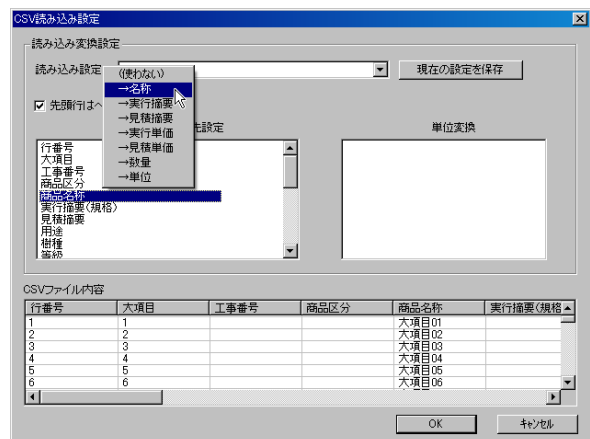 CSV読み込み設定
読み込み変換設定
読み込み設定
現在の設定を保存
(使わない)
→名称
→実行摘要
→見積摘要
→実行単価
→見積単価
→数量
→単位
先頭行はヘ
先設定
単位変換
行番号
大項目
工事番号
商品区分
商品名称
実行摘要(規格)
見積摘要
用途
樹種
等級
CSVファイル内容
行番号 大項目 工事番号 商品区分 商品名称 実行摘要(規格
1 1 大項目01
2 2 大項目02
3 3 大項目03
4 4 大項目04
5 5 大項目05
6 6 大項目06
OK キャンセル